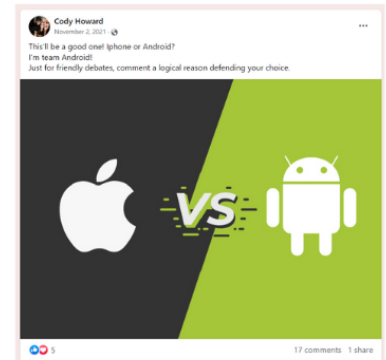 Cody Howard
November 2, 2021 ·
This'll be a good one! Iphone or Android?
I'm team Android!
Just for friendly debates, comment a logical reason defending your choice.
VS
5
17 comments 1 share